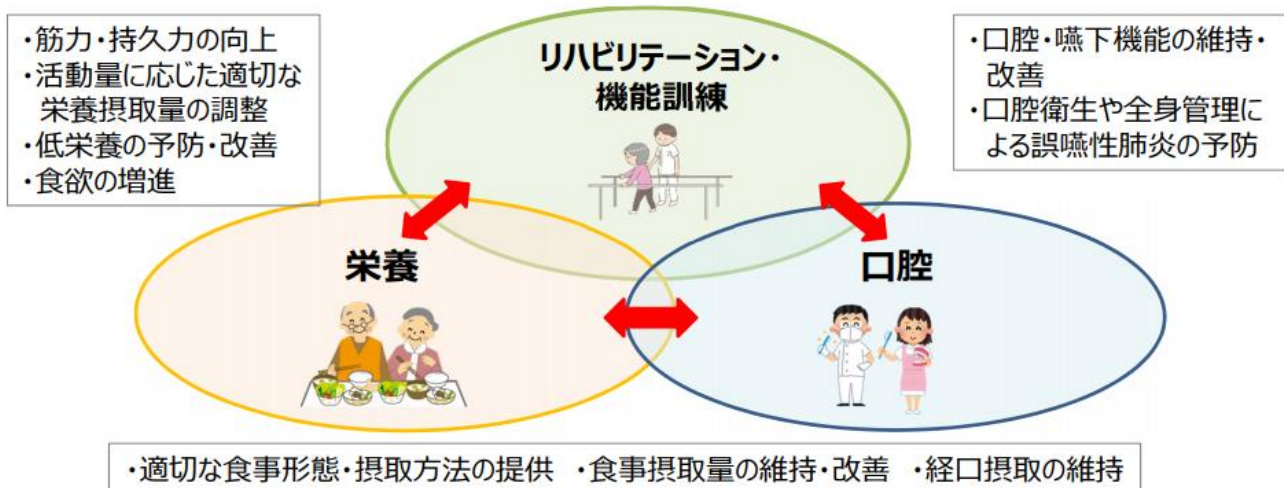 ・筋力・持久力の向上
・活動量に応じた適切な
栄養摂取量の調整
・低栄養の予防・改善
・食欲の増進
リハビリテーション・
機能訓練
・口腔・嚥下機能の維持・
改善
・口腔衛生や全身管理に
よる誤嚥性肺炎の予防
栄養
口腔
・適切な食事形態・摂取方法の提供 ・食事摂取量の維持・改善 ・経口摂取の維持